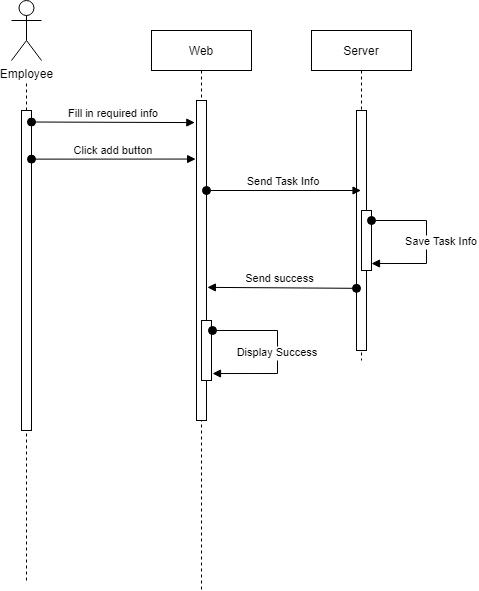 Web
Server
Employee
Fill in required info
Click add button
Send Task Info
Save Task Info
Send success
Display Success